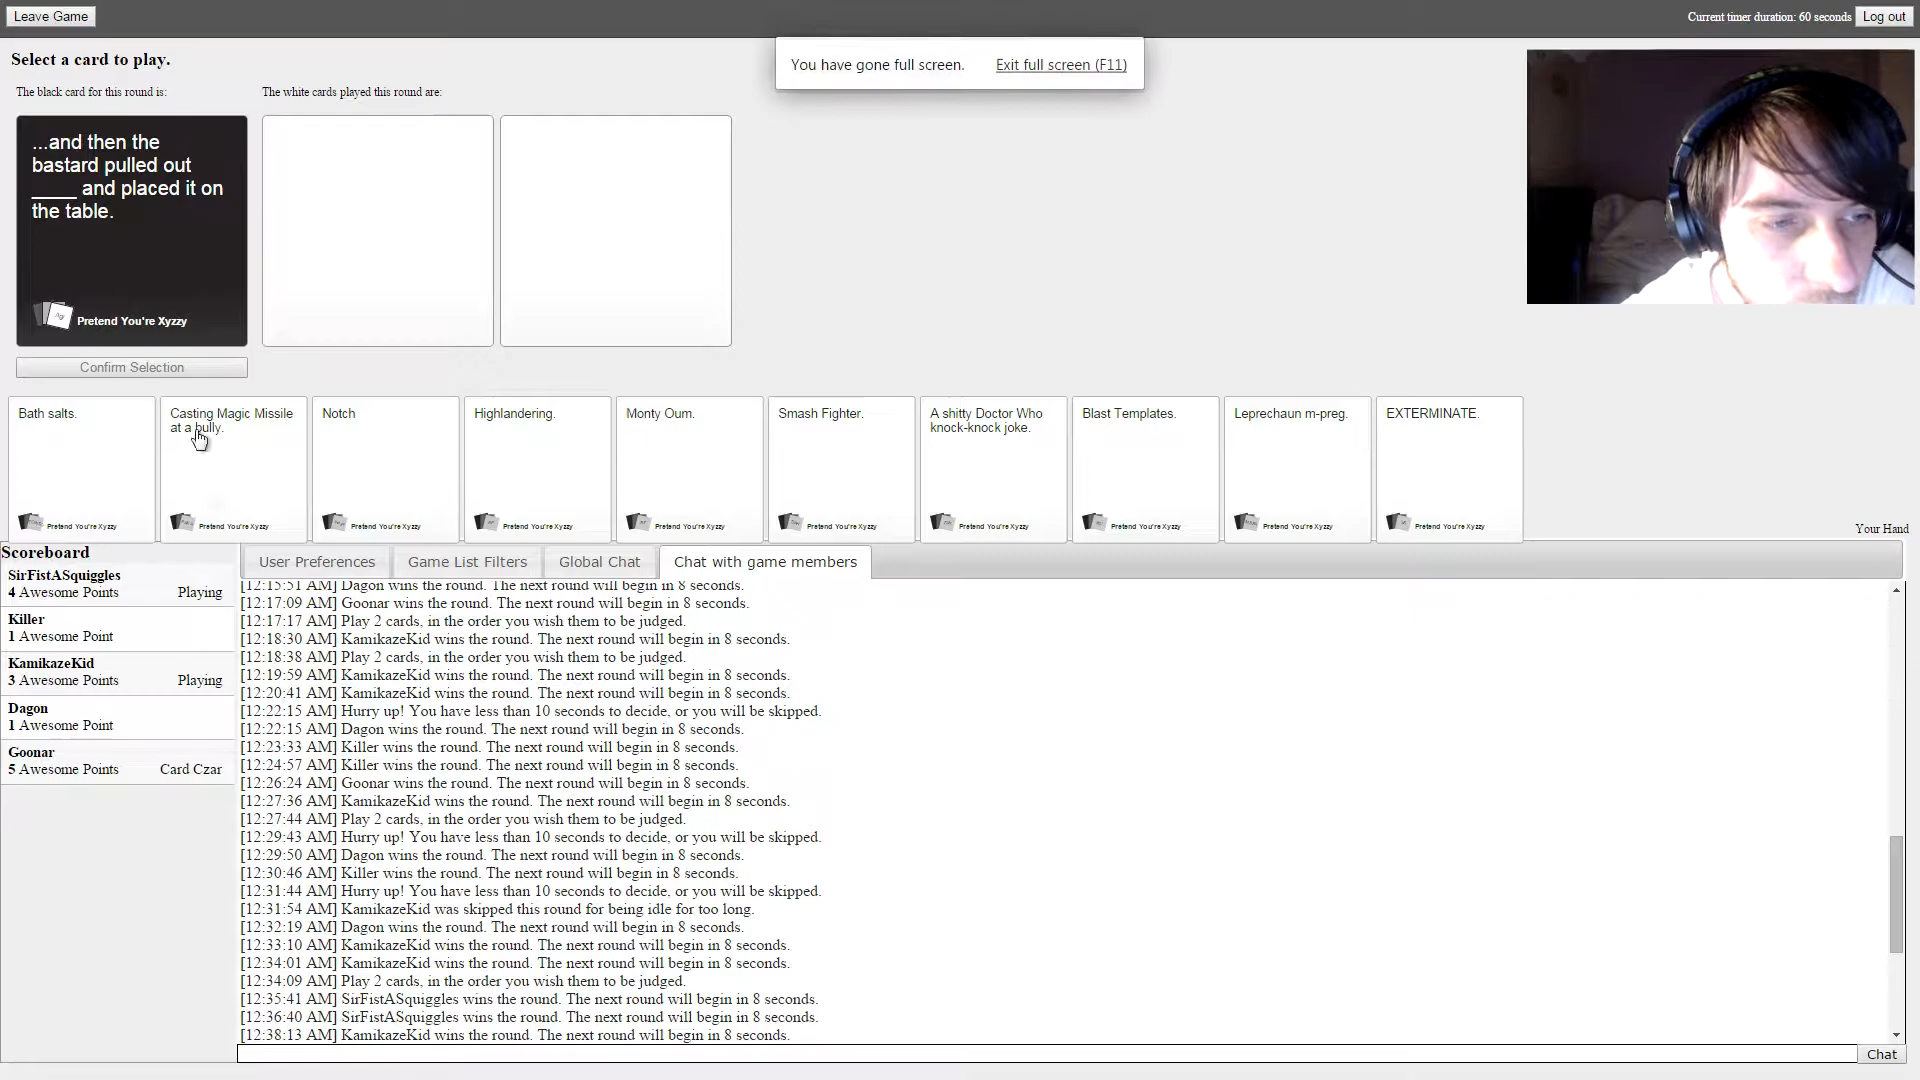 Leave Game
Current timer duration: 60 seconds
Log out
You have gone full screen.
Exit full screen (F11)
Select a card to play.
The black card for this round is:
The white cards played this round are:
...and then the
bastard pulled out
____ and placed it on
the table.
Pretend You're Xyzzy
Confirm Selection
Bath salts.
Pretend You're Xyzzy
Casting Magic Missile
at a bully.
Pretend You're Xyzzy
Notch
Pretend You're Xyzzy
Highlandering.
Pretend You're Xyzzy
Monty Oum.
Pretend You're Xyzzy
Smash Fighter.
Pretend You're Xyzzy
A shitty Doctor Who
knock-knock joke.
Pretend You're Xyzzy
Blast Templates.
Pretend You're Xyzzy
Leprechaun m-preg.
Pretend You're Xyzzy
EXTERMINATE.
Pretend You're Xyzzy
Your Hand
Scoreboard
SirFistASquiggles
4 Awesome Points Playing
Killer
1 Awesome Point
KamikazeKid
3 Awesome Points Playing
Dagon
1 Awesome Point
Goonar
5 Awesome Points Card Czar
User Preferences
Game List Filters
Global Chat
Chat with game members
[12:15:51 AM] Dagon wins the round. The next round will begin in 8 seconds.
[12:17:09 AM] Goonar wins the round. The next round will begin in 8 seconds.
[12:17:17 AM] Play 2 cards, in the order you wish them to be judged.
[12:18:30 AM] KamikazeKid wins the round. The next round will begin in 8 seconds.
[12:18:38 AM] Play 2 cards, in the order you wish them to be judged.
[12:19:59 AM] KamikazeKid wins the round. The next round will begin in 8 seconds.
[12:20:41 AM] KamikazeKid wins the round. The next round will begin in 8 seconds.
[12:22:15 AM] Hurry up! You have less than 10 seconds to decide, or you will be skipped.
[12:22:15 AM] Dagon wins the round. The next round will begin in 8 seconds.
[12:23:33 AM] Killer wins the round. The next round will begin in 8 seconds.
[12:24:57 AM] Killer wins the round. The next round will begin in 8 seconds.
[12:26:24 AM] Goonar wins the round. The next round will begin in 8 seconds.
[12:27:36 AM] KamikazeKid wins the round. The next round will begin in 8 seconds.
[12:27:44 AM] Play 2 cards, in the order you wish them to be judged.
[12:29:43 AM] Hurry up! You have less than 10 seconds to decide, or you will be skipped.
[12:29:50 AM] Dagon wins the round. The next round will begin in 8 seconds.
[12:30:46 AM] Killer wins the round. The next round will begin in 8 seconds.
[12:31:44 AM] Hurry up! You have less than 10 seconds to decide, or you will be skipped.
[12:31:54 AM] KamikazeKid was skipped this round for being idle for too long.
[12:32:19 AM] Dagon wins the round. The next round will begin in 8 seconds.
[12:33:10 AM] KamikazeKid wins the round. The next round will begin in 8 seconds.
[12:34:01 AM] KamikazeKid wins the round. The next round will begin in 8 seconds.
[12:34:09 AM] Play 2 cards, in the order you wish them to be judged.
[12:35:41 AM] SirFistASquiggles wins the round. The next round will begin in 8 seconds.
[12:36:40 AM] SirFistASquiggles wins the round. The next round will begin in 8 seconds.
[12:38:13 AM] KamikazeKid wins the round. The next round will begin in 8 seconds.
Chat